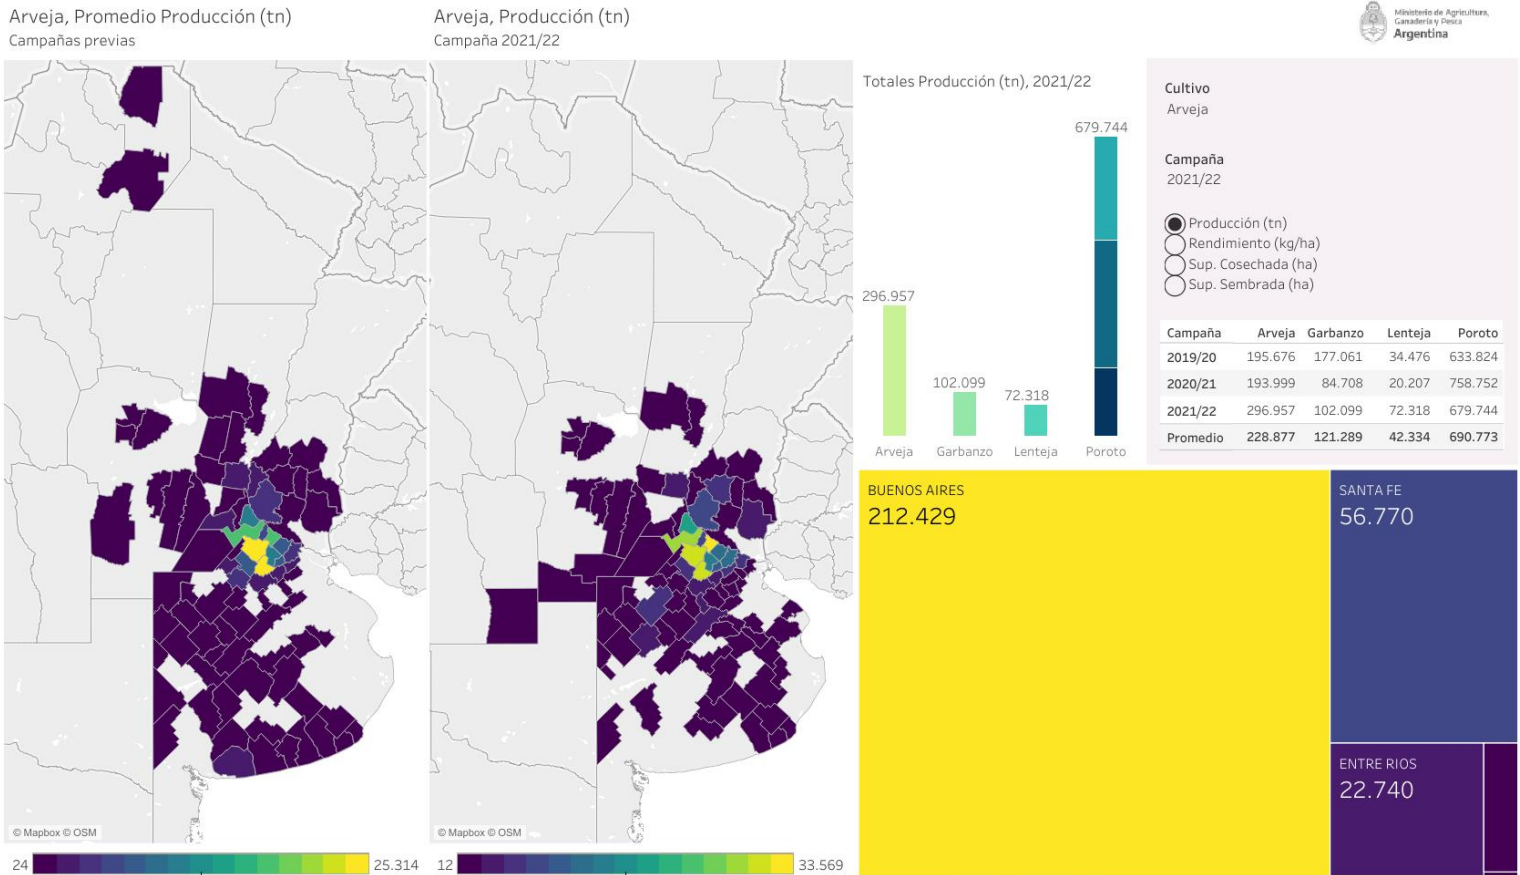 Arveja, Promedio Producción (tn)
Campañas previas
© Mapbox © OSM
24
25.314
Arveja, Producción (tn)
Campaña 2021/22
© Mapbox © OSM
12
33.569
Totales Producción (tn), 2021/22
679.744
296.957
102.099
72.318
Arveja Garbanzo Lenteja Poroto
Ministerio de Agricultura,
Ganadería y Pesca
Argentina
Cultivo
Arveja
Campaña
2021/22
Producción (tn)
Rendimiento (kg/ha)
Sup. Cosechada (ha)
Sup. Sembrada (ha)
Campaña Arveja Garbanzo Lenteja Poroto
2019/20 195.676 177.061 34.476 633.824
2020/21 193.999 84.708 20.207 758.752
2021/22 296.957 102.099 72.318 679.744
Promedio 228.877 121.289 42.334 690.773
BUENOS AIRES
212.429
SANTA FE
56.770
ENTRE RIOS
22.740